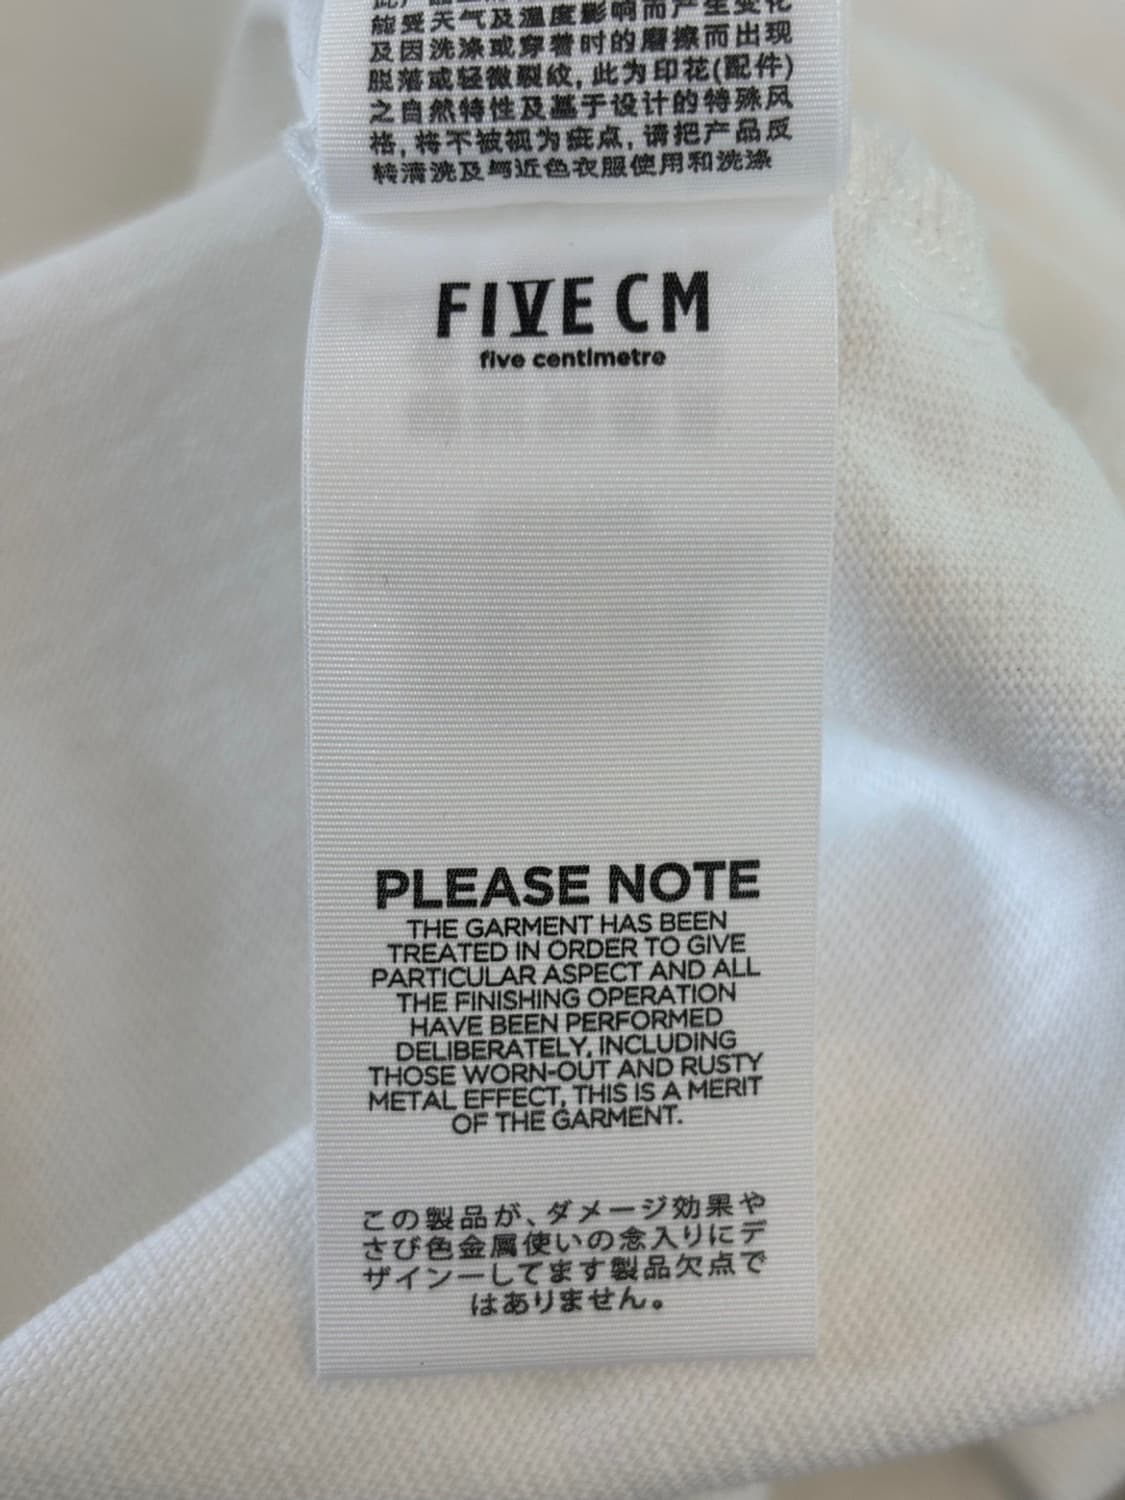 能受天气及温度影响而产生变化
及因洗涤或穿着时的磨擦而出现
脱落或轻微裂纹，此为印花(配件)
之自然特性及基于设计的特殊风
格，将不被视为疵点，请把产品反
转清洗及与近色衣服使用和洗涤
FIVE CM
five centimetre
PLEASE NOTE
THE GARMENT HAS BEEN
TREATED IN ORDER TO GIVE
PARTICULAR ASPECT AND ALL
THE FINISHING OPERATION
HAVE BEEN PERFORMED
DELIBERATELY, INCLUDING
THOSE WORN-OUT AND RUSTY
METAL EFFECT, THIS IS A MERIT
OF THE GARMENT.
この製品が、ダメージ効果や
さび色金属使いの念入りにデ
ザインーしてます製品欠点で
はありません。